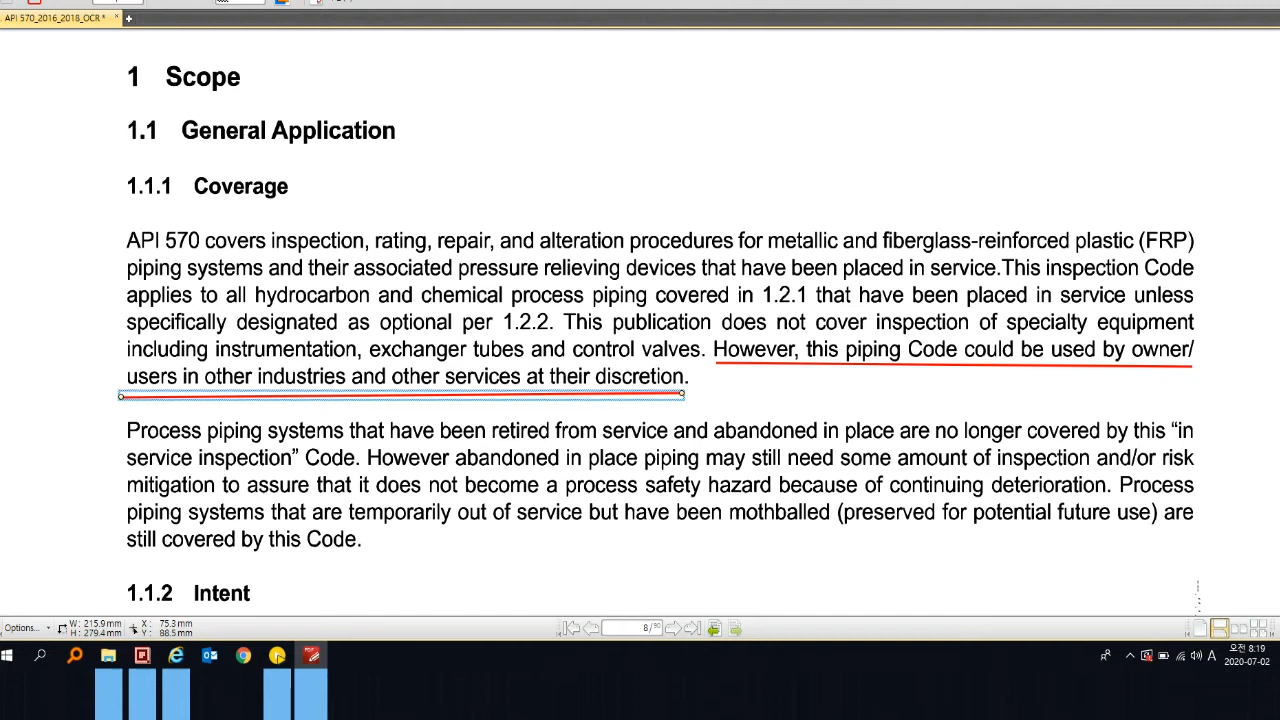 API 570_2016_2018_OCR *
1 Scope
1.1 General Application
1.1.1 Coverage
API 570 covers inspection, rating, repair, and alteration procedures for metallic and fiberglass-reinforced plastic (FRP)
piping systems and their associated pressure relieving devices that have been placed in service.This inspection Code
applies to all hydrocarbon and chemical process piping covered in 1.2.1 that have been placed in service unless
specifically designated as optional per 1.2.2. This publication does not cover inspection of specialty equipment
including instrumentation, exchanger tubes and control valves. However, this piping Code could be used by owner/
users in other industries and other services at their discretion.
Process piping systems that have been retired from service and abandoned in place are no longer covered by this “in
service inspection” Code. However abandoned in place piping may still need some amount of inspection and/or risk
mitigation to assure that it does not become a process safety hazard because of continuing deterioration. Process
piping systems that are temporarily out of service but have been mothballed (preserved for potential future use) are
still covered by this Code.
1.1.2 Intent
Options...
W: 215.9 mm X: 75.3 mm
H: 279.4 mm Y: 88.5 mm
8/90
A
오전 8:19
2020-07-02